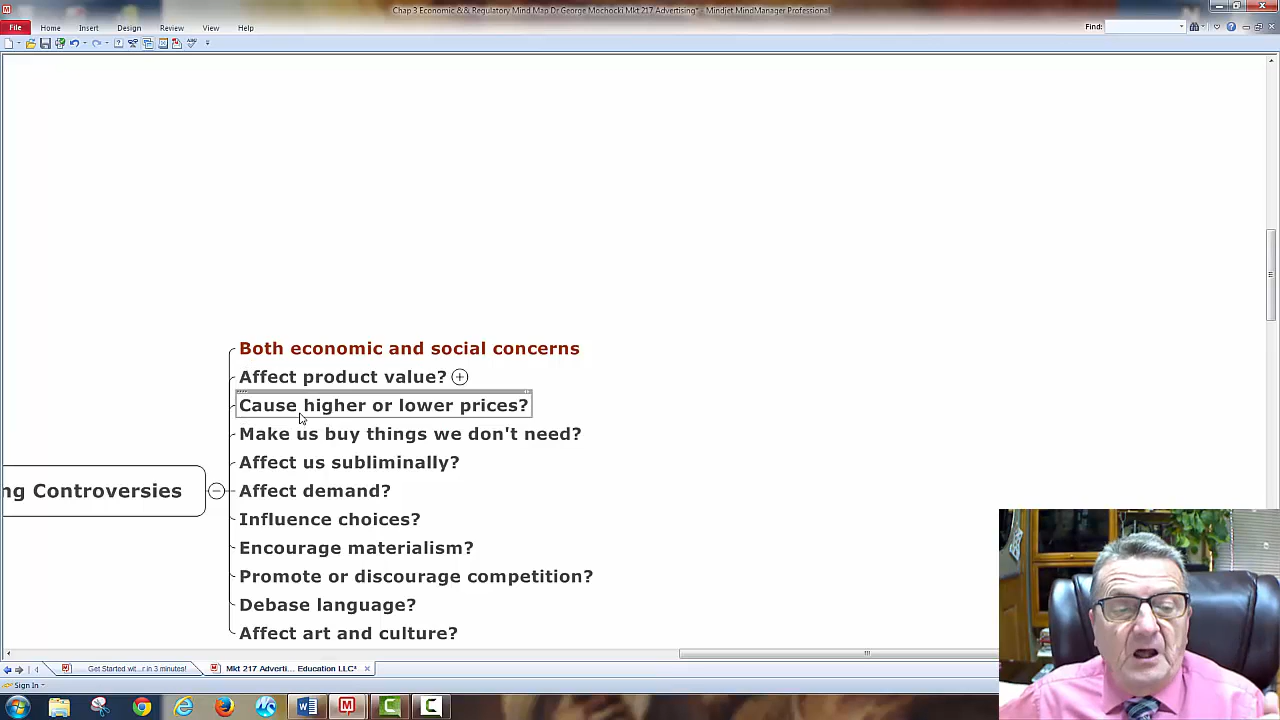 Chap 3 Economic & & Regulatory Mind Map Dr George Mochocki Mkt 217 Advertising* - Mindjet MindManager Professional
File Home Insert Design Review View Help
Find:
Both economic and social concerns
Affect product value?
Cause higher or lower prices?
Make us buy things we don't need?
Affect us subliminally?
ng Controversies
Affect demand?
Influence choices?
Encourage materialism?
Promote or discourage competition?
Debase language?
Affect art and culture?
Get Started wit...r in 3 minutes!
Mkt 217 Adverti... Education LLC*
Sign In